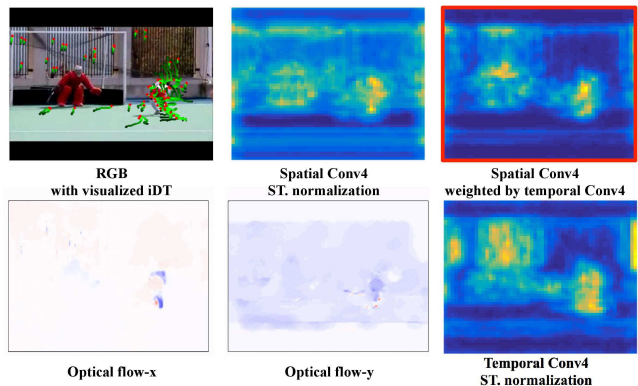 RGB
with visualized iDT
Spatial Conv4
ST. normalization
Spatial Conv4
weighted by temporal Conv4
Optical flow-x
Optical flow-y
Temporal Conv4
ST. normalization